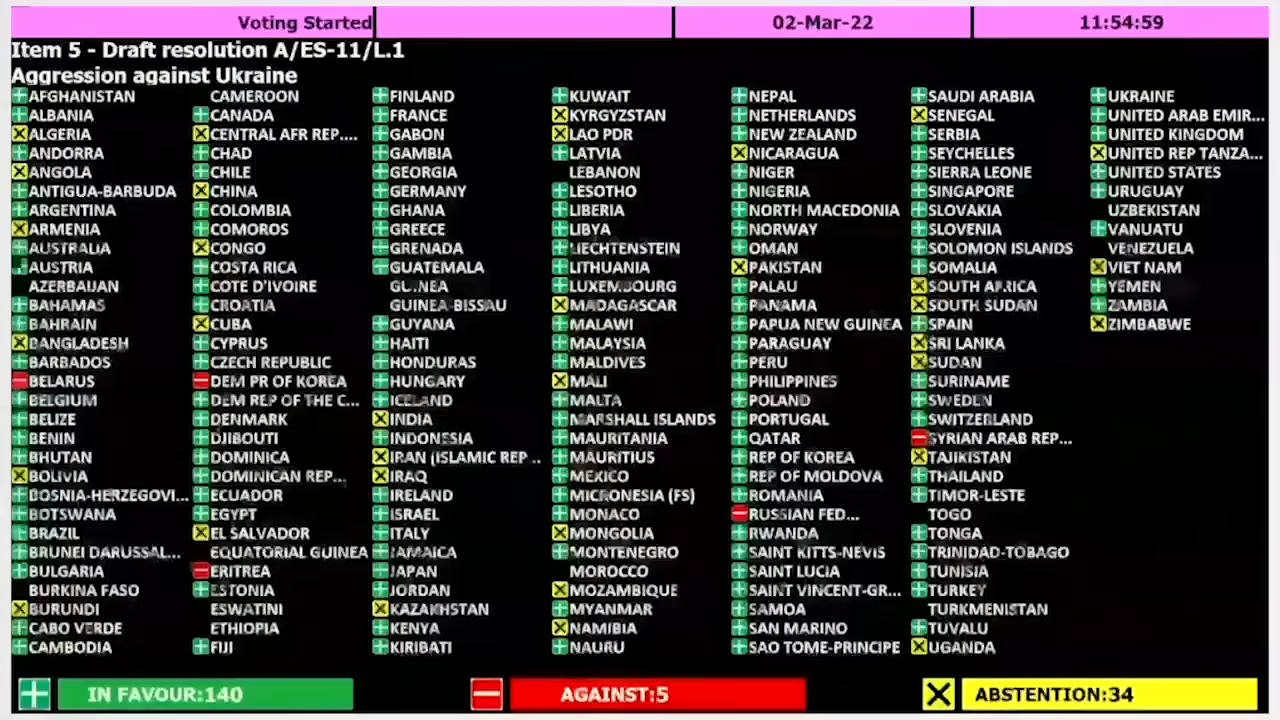 Voting Started 02-Mar-22 11:54:59
Item 5 - Draft resolution A/ES-11/L.1
Aggression against Ukraine
AFGHANISTAN
ALBANIA
ALGERIA
ANDORRA
ANGOLA
ANTIGUA-BARBUDA
ARGENTINA
ARMENIA
AUSTRALIA
AUSTRIA
AZERBAIJAN
BAHAMAS
BAHRAIN
BANGLADESH
BARBADOS
BELARUS
BELGIUM
BELIZE
BENIN
BHUTAN
BOLIVIA
BOSNIA-HERZEGOVI...
BOTSWANA
BRAZIL
BRUNEI DARUSSAL...
BULGARIA
BURKINA FASO
BURUNDI
CABO VERDE
CAMBODIA
CAMEROON
CANADA
CENTRAL AFR REP....
CHAD
CHILE
CHINA
COLOMBIA
COMOROS
CONGO
COSTA RICA
COTE D'IVOIRE
CROATIA
CUBA
CYPRUS
CZECH REPUBLIC
DEM PR OF KOREA
DEM REP OF THE C...
DENMARK
DJIBOUTI
DOMINICA
DOMINICAN REP...
ECUADOR
EGYPT
EL SALVADOR
EQUATORIAL GUINEA
ERITREA
ESTONIA
ESWATINI
ETHIOPIA
FIJI
FINLAND
FRANCE
GABON
GAMBIA
GEORGIA
GERMANY
GHANA
GREECE
GRENADA
GUATEMALA
GUINEA
GUINEA-BISSAU
GUYANA
HAITI
HONDURAS
HUNGARY
ICELAND
INDIA
INDONESIA
IRAN (ISLAMIC REP...
IRAQ
IRELAND
ISRAEL
ITALY
JAMAICA
JAPAN
JORDAN
KAZAKHSTAN
KENYA
KIRIBATI
KUWAIT
KYRGYZSTAN
LAO PDR
LATVIA
LEBANON
LESOTHO
LIBERIA
LIBYA
LIECHTENSTEIN
LITHUANIA
LUXEMBOURG
MADAGASCAR
MALAWI
MALAYSIA
MALDIVES
MALI
MALTA
MARSHALL ISLANDS
MAURITANIA
MAURITIUS
MEXICO
MICRONESIA (FS)
MONACO
MONGOLIA
MONTENEGRO
MOROCCO
MOZAMBIQUE
MYANMAR
NAMIBIA
NAURU
NEPAL
NETHERLANDS
NEW ZEALAND
NICARAGUA
NIGER
NIGERIA
NORTH MACEDONIA
NORWAY
OMAN
PAKISTAN
PALAU
PANAMA
PAPUA NEW GUINEA
PARAGUAY
PERU
PHILIPPINES
POLAND
PORTUGAL
QATAR
REP OF KOREA
REP OF MOLDOVA
ROMANIA
RUSSIAN FED...
RWANDA
SAINT KITTS-NEVIS
SAINT LUCIA
SAINT VINCENT-GR...
SAMOA
SAN MARINO
SAO TOME-PRINCIPE
SAUDI ARABIA
SENEGAL
SERBIA
SEYCHELLES
SIERRA LEONE
SINGAPORE
SLOVAKIA
SLOVENIA
SOLOMON ISLANDS
SOMALIA
SOUTH AFRICA
SOUTH SUDAN
SPAIN
SRI LANKA
SUDAN
SURINAME
SWEDEN
SWITZERLAND
SYRIAN ARAB REP...
TAJIKISTAN
THAILAND
TIMOR-LESTE
TOGO
TONGA
TRINIDAD-TOBAGO
TUNISIA
TURKEY
TURKMENISTAN
TUVALU
UGANDA
UKRAINE
UNITED ARAB EMIR...
UNITED KINGDOM
UNITED REP TANZA...
UNITED STATES
URUGUAY
UZBEKISTAN
VANUATU
VENEZUELA
VIET NAM
YEMEN
ZAMBIA
ZIMBABWE
IN FAVOUR:140 AGAINST:5 ABSTENTION:34